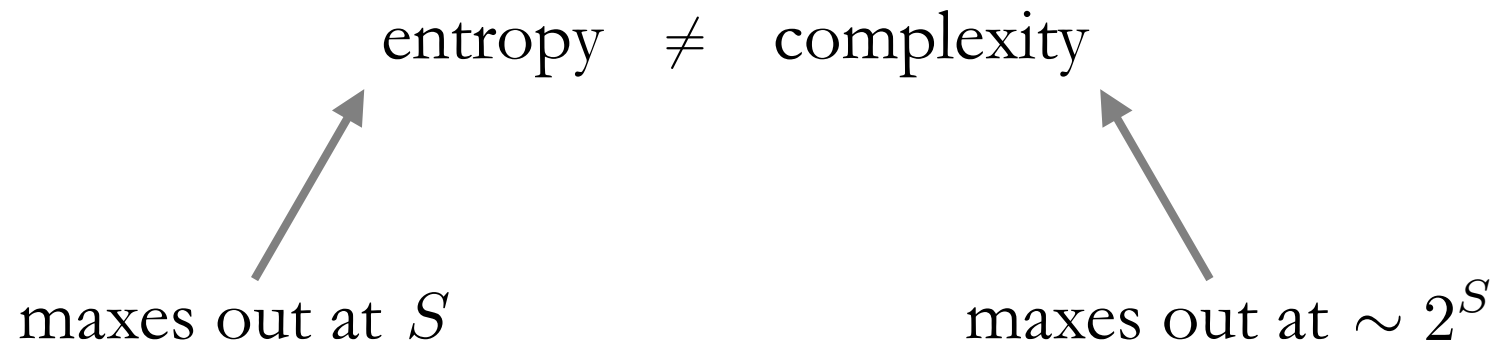 entropy ≠ complexity
maxes out at S
maxes out at ~ 2^S